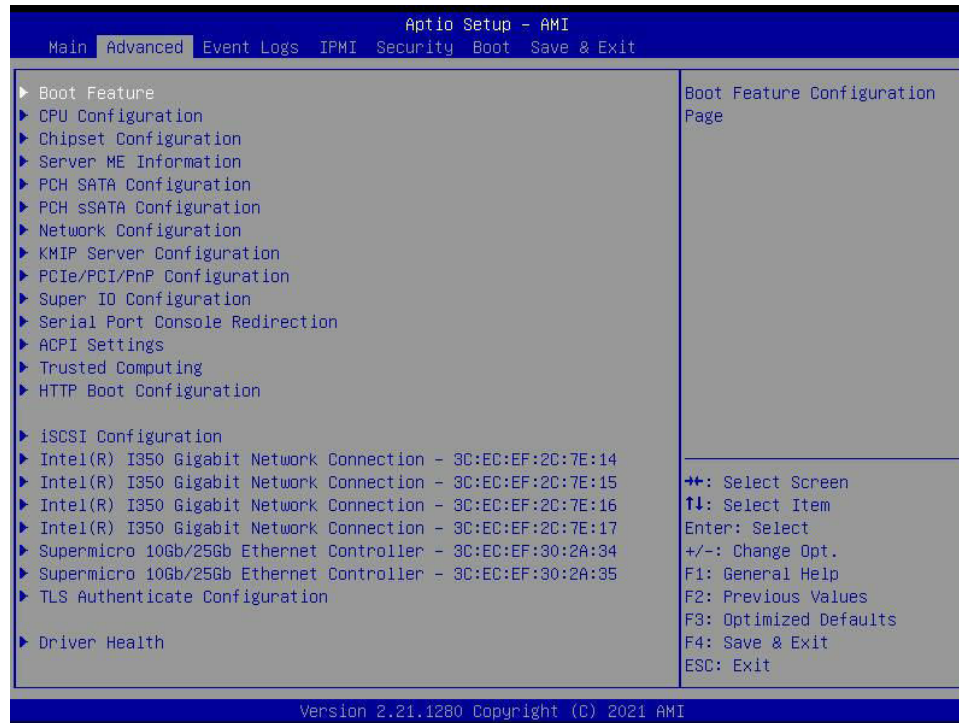 Aptio Setup – AMI
Main Advanced Event Logs IPMI Security Boot Save & Exit
▶ Boot Feature
▶ CPU Configuration
▶ Chipset Configuration
▶ Server ME Information
▶ PCH SATA Configuration
▶ PCH sSATA Configuration
▶ Network Configuration
▶ KMIP Server Configuration
▶ PCIe/PCI/PnP Configuration
▶ Super IO Configuration
▶ Serial Port Console Redirection
▶ ACPI Settings
▶ Trusted Computing
▶ HTTP Boot Configuration
▶ iSCSI Configuration
▶ Intel(R) I350 Gigabit Network Connection – 3C:EC:EF:2C:7E:14
▶ Intel(R) I350 Gigabit Network Connection – 3C:EC:EF:2C:7E:15
▶ Intel(R) I350 Gigabit Network Connection – 3C:EC:EF:2C:7E:16
▶ Intel(R) I350 Gigabit Network Connection – 3C:EC:EF:2C:7E:17
▶ Supermicro 10Gb/25Gb Ethernet Controller – 3C:EC:EF:30:2A:34
▶ Supermicro 10Gb/25Gb Ethernet Controller – 3C:EC:EF:30:2A:35
▶ TLS Authenticate Configuration
▶ Driver Health
Boot Feature Configuration
Page
→←: Select Screen
↑↓: Select Item
Enter: Select
+/-: Change Opt.
F1: General Help
F2: Previous Values
F3: Optimized Defaults
F4: Save & Exit
ESC: Exit
Version 2.21.1280 Copyright (C) 2021 AMI